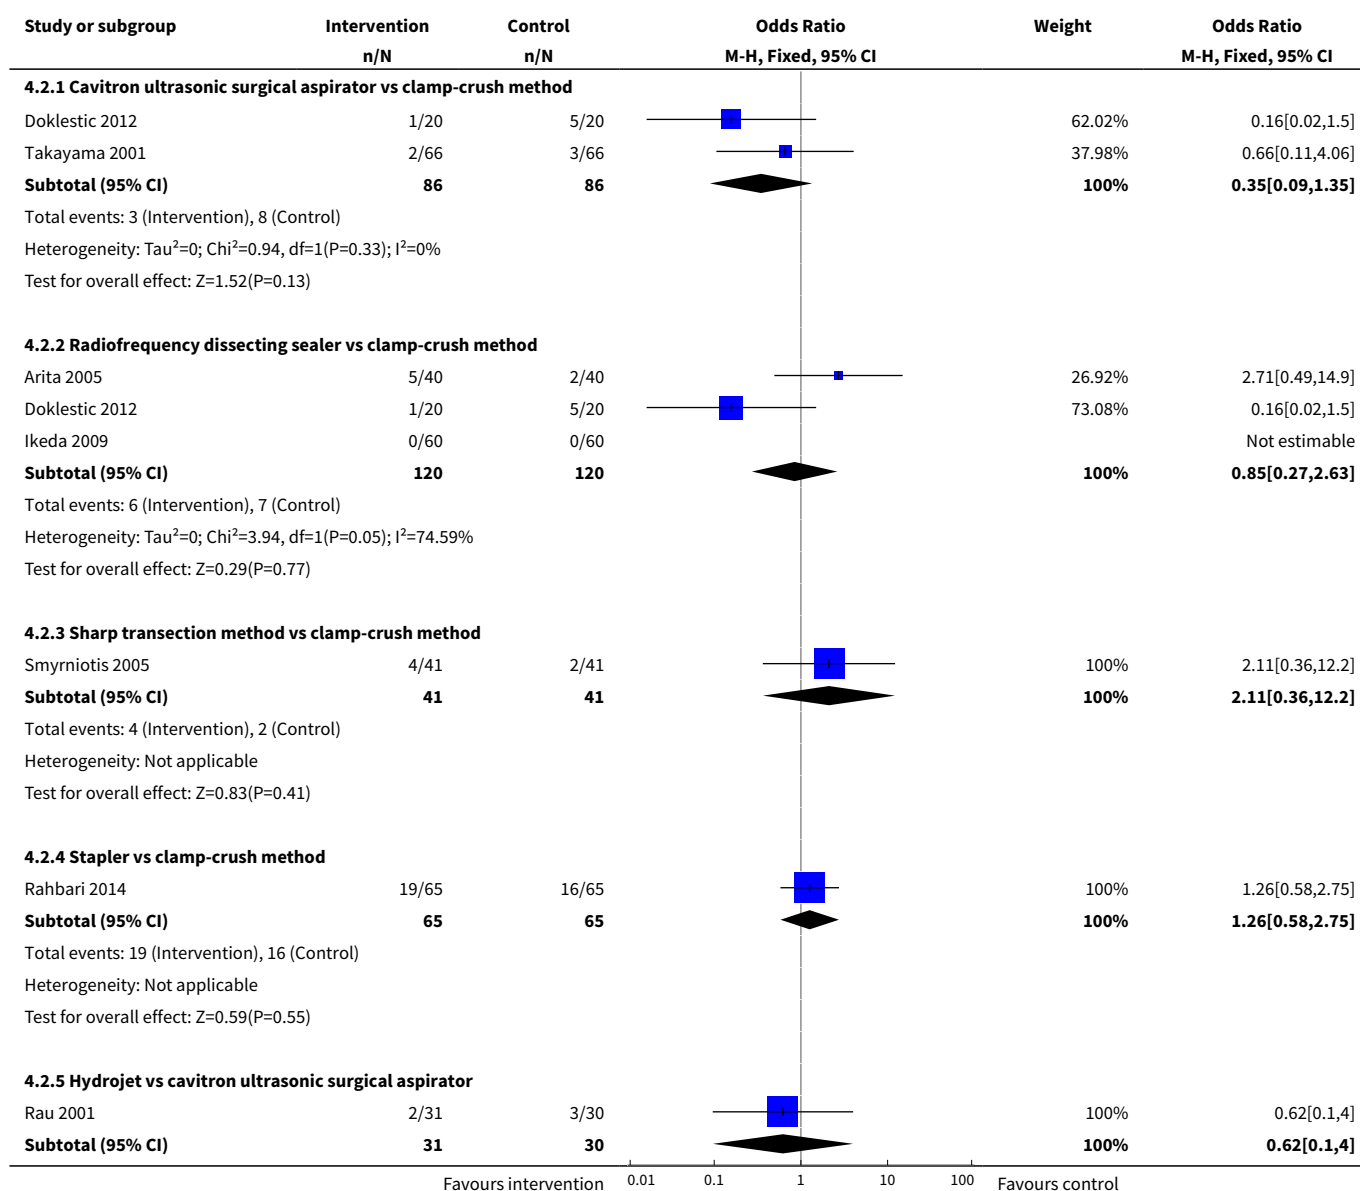 Study or subgroup Intervention Control Odds Ratio Weight Odds Ratio
n/N n/N M-H, Fixed, 95% CI M-H, Fixed, 95% CI
4.2.1 Cavitron ultrasonic surgical aspirator vs clamp-crush method
Doklestic 2012 1/20 5/20 62.02% 0.16[0.02,1.5]
Takayama 2001 2/66 3/66 37.98% 0.66[0.11,4.06]
Subtotal (95% CI) 86 86 100% 0.35[0.09,1.35]
Total events: 3 (Intervention), 8 (Control)
Heterogeneity: Tau²=0; Chi²=0.94, df=1(P=0.33); I²=0%
Test for overall effect: Z=1.52(P=0.13)
4.2.2 Radiofrequency dissecting sealer vs clamp-crush method
Arita 2005 5/40 2/40 26.92% 2.71[0.49,14.9]
Doklestic 2012 1/20 5/20 73.08% 0.16[0.02,1.5]
Ikeda 2009 0/60 0/60 Not estimable
Subtotal (95% CI) 120 120 100% 0.85[0.27,2.63]
Total events: 6 (Intervention), 7 (Control)
Heterogeneity: Tau²=0; Chi²=3.94, df=1(P=0.05); I²=74.59%
Test for overall effect: Z=0.29(P=0.77)
4.2.3 Sharp transection method vs clamp-crush method
Smyrniotis 2005 4/41 2/41 100% 2.11[0.36,12.2]
Subtotal (95% CI) 41 41 100% 2.11[0.36,12.2]
Total events: 4 (Intervention), 2 (Control)
Heterogeneity: Not applicable
Test for overall effect: Z=0.83(P=0.41)
4.2.4 Stapler vs clamp-crush method
Rahbari 2014 19/65 16/65 100% 1.26[0.58,2.75]
Subtotal (95% CI) 65 65 100% 1.26[0.58,2.75]
Total events: 19 (Intervention), 16 (Control)
Heterogeneity: Not applicable
Test for overall effect: Z=0.59(P=0.55)
4.2.5 Hydrojet vs cavitron ultrasonic surgical aspirator
Rau 2001 2/31 3/30 100% 0.62[0.1,4]
Subtotal (95% CI) 31 30 100% 0.62[0.1,4]
Favours intervention 0.01 0.1 1 10 100 Favours control